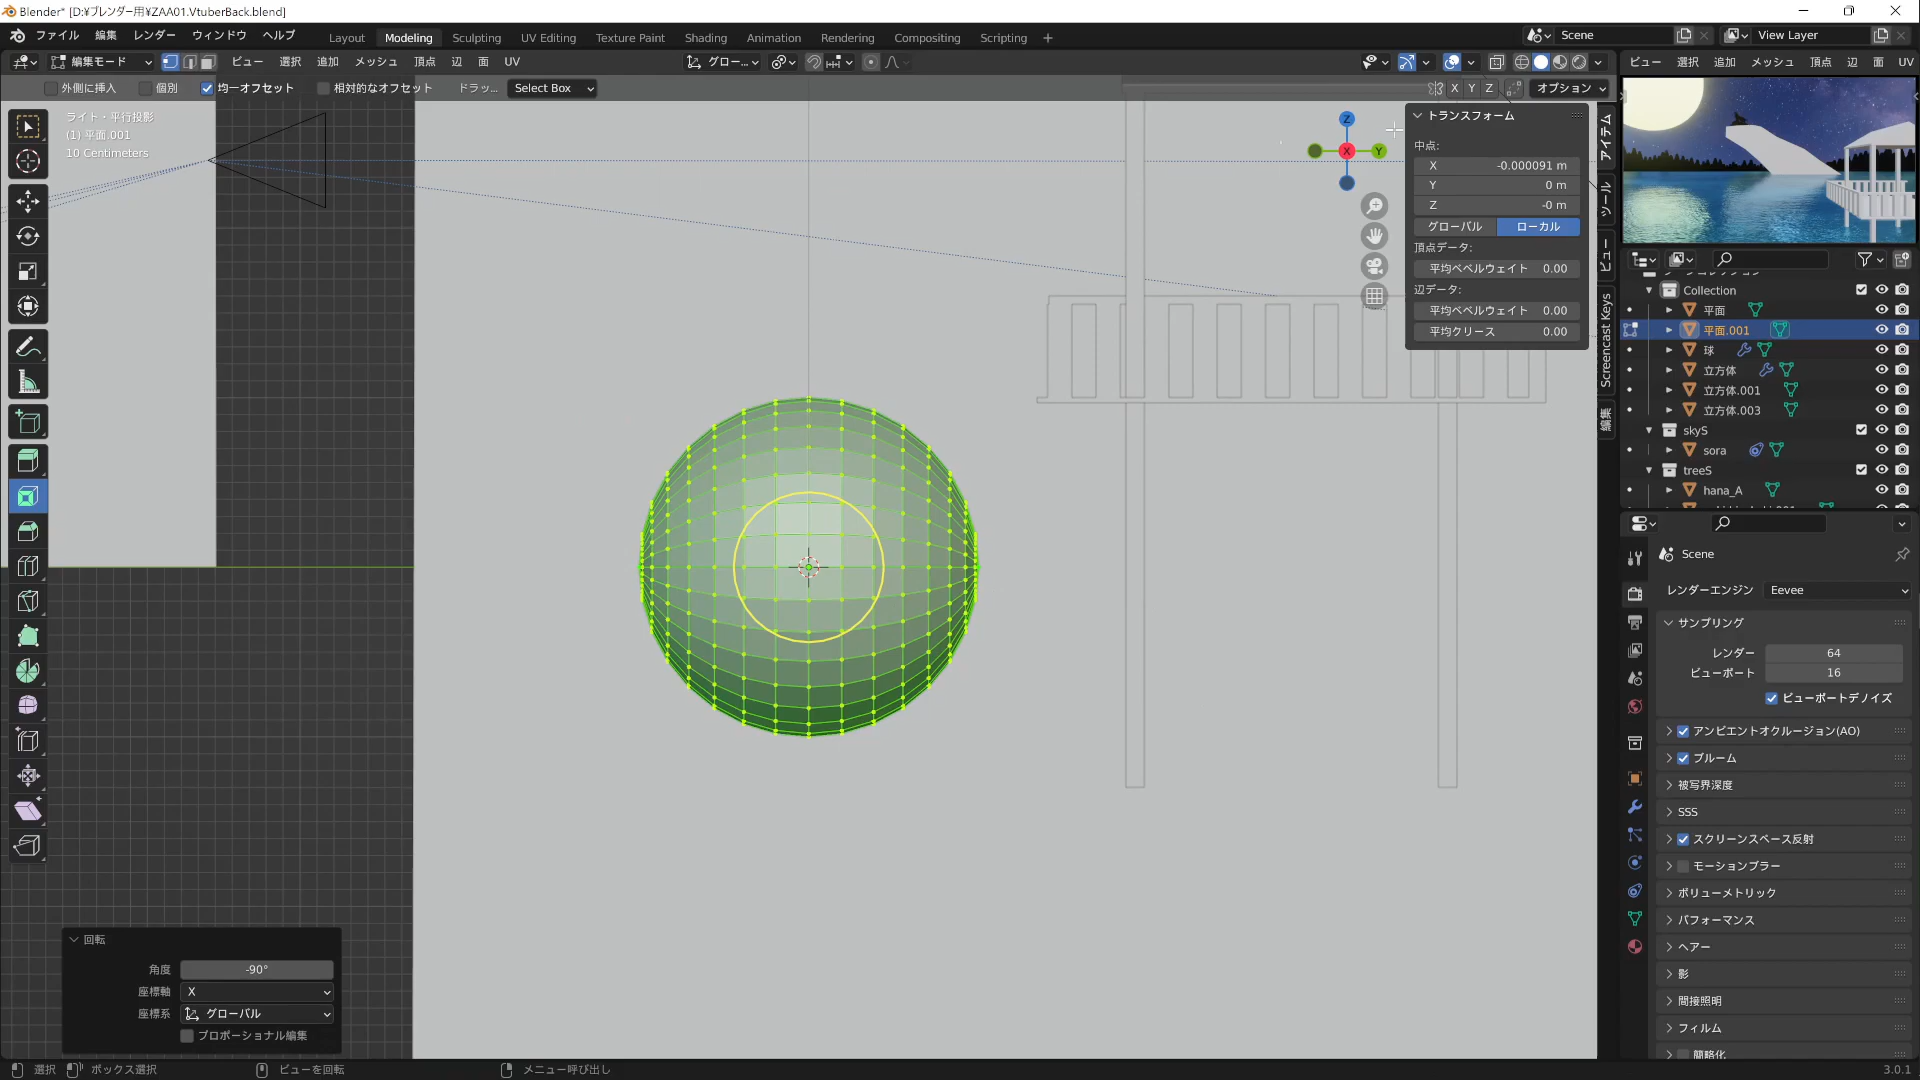 Blender* [D:¥ブレンダー用¥ZAA01.VtuberBack.blend]
ファイル 編集 レンダー ウィンドウ ヘルプ Layout Modeling Sculpting UV Editing Texture Paint Shading Animation Rendering Compositing Scripting + Scene View Layer
編集モード ビュー 選択 追加 メッシュ 頂点 辺 面 UV グロー... ビュー 選択 追加 メッシュ 頂点 辺 面 UV
外側に挿入 個別 均一オフセット 相対的なオフセット ドラッ... Select Box X Y Z オプション
ライト・平行投影
(1) 平面.001
10 Centimeters
Z
X
Y
トランスフォーム
中点:
X -0.000091 m
Y 0 m
Z -0 m
グローバル ローカル
頂点データ:
平均ベベルウェイト 0.00
辺データ:
平均ベベルウェイト 0.00
平均クリース 0.00
アイテム
ツール
ビュー
Screencast Keys
編集
Collection
平面
平面.001
球
立方体
立方体.001
立方体.003
skyS
sora
treeS
hana_A
Scene
レンダーエンジン Eevee
サンプリング
レンダー 64
ビューポート 16
ビューポートデノイズ
アンビエントオクルージョン(AO)
ブルーム
被写界深度
SSS
スクリーンスペース反射
モーションブラー
ボリューメトリック
パフォーマンス
ヘアー
影
間接照明
フィルム
簡略化
回転
角度 -90°
座標軸 X
座標系 グローバル
プロポーショナル編集
選択 ボックス選択 ビューを回転 メニュー呼び出し 3.0.1